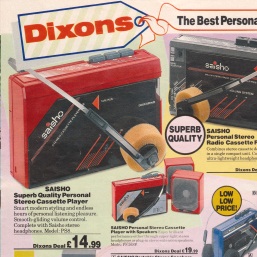 Dixons
The Best Persona
saisho
saisho
SUPERB
QUALITY
SAISHO
Personal Stereo
Radio Cassette P
SAISHO
Superb Quality Personal
Stereo Cassette Player
Smart modern styling and endless
hours of personal listening pleasure.
Smooth-gliding volume control.
Complete with Saisho stereo
headphones. Model: PS4.
Dixons Deal £14.99
SAISHO Personal Stereo Cassette
Player with Speakers
Dixons Deal £19.99
LOW
LOW
PRICE!
Dixons De